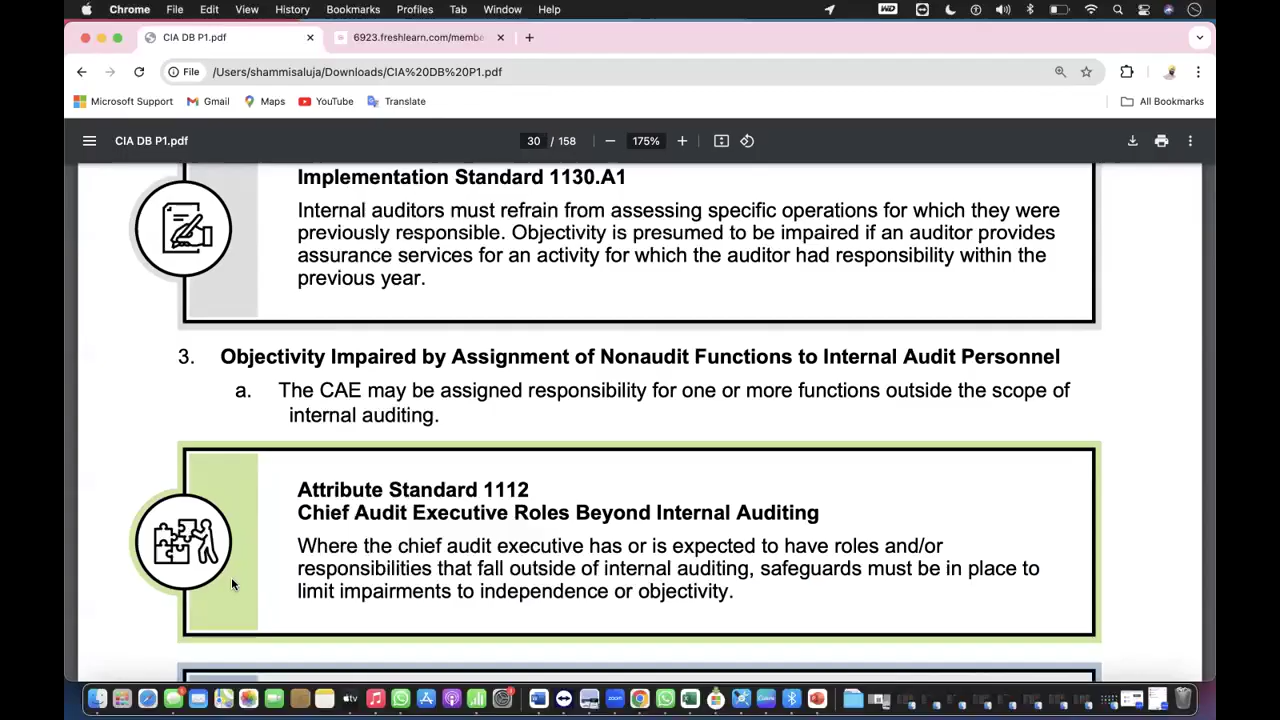 Chrome File Edit View History Bookmarks Profiles Tab Window Help
CIA DB P1.pdf
6923.freshlearn.com/membe
File /Users/shammisaluja/Downloads/CIA%20DB%20P1.pdf
Microsoft Support Gmail Maps YouTube Translate All Bookmarks
CIA DB P1.pdf 30 / 158 175%
Implementation Standard 1130.A1
Internal auditors must refrain from assessing specific operations for which they were
previously responsible. Objectivity is presumed to be impaired if an auditor provides
assurance services for an activity for which the auditor had responsibility within the
previous year.
3. Objectivity Impaired by Assignment of Nonaudit Functions to Internal Audit Personnel
a. The CAE may be assigned responsibility for one or more functions outside the scope of
internal auditing.
Attribute Standard 1112
Chief Audit Executive Roles Beyond Internal Auditing
Where the chief audit executive has or is expected to have roles and/or
responsibilities that fall outside of internal auditing, safeguards must be in place to
limit impairments to independence or objectivity.